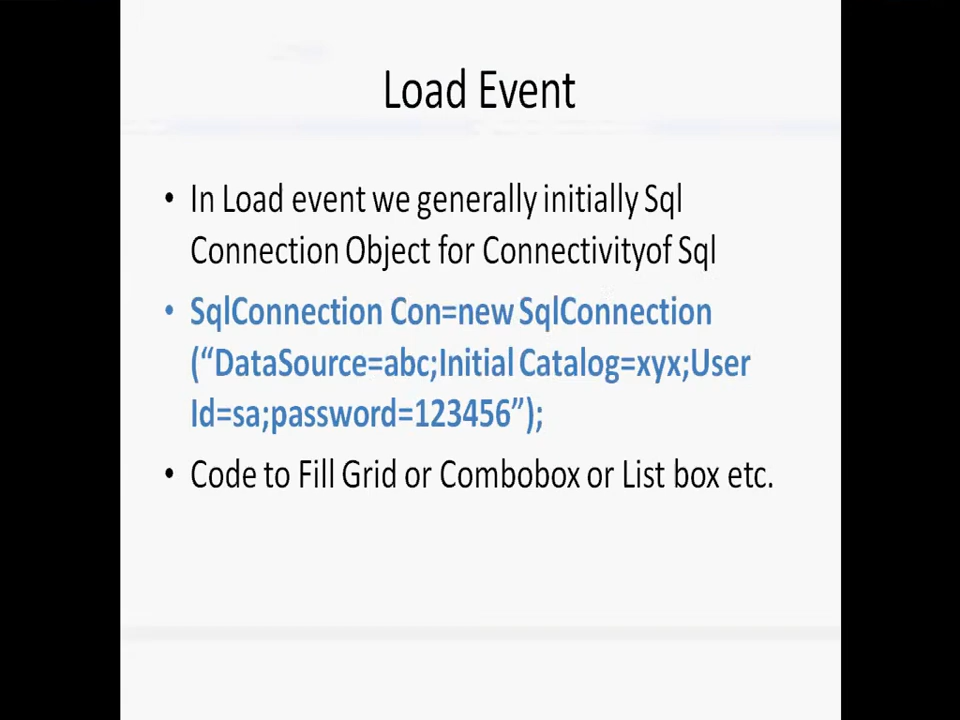 Load Event
• In Load event we generally initially Sql
Connection Object for Connectivityof Sql
• SqlConnection Con=new SqlConnection
(“DataSource=abc;Initial Catalog=xyx;User
Id=sa;password=123456”);
• Code to Fill Grid or Combobox or List box etc.